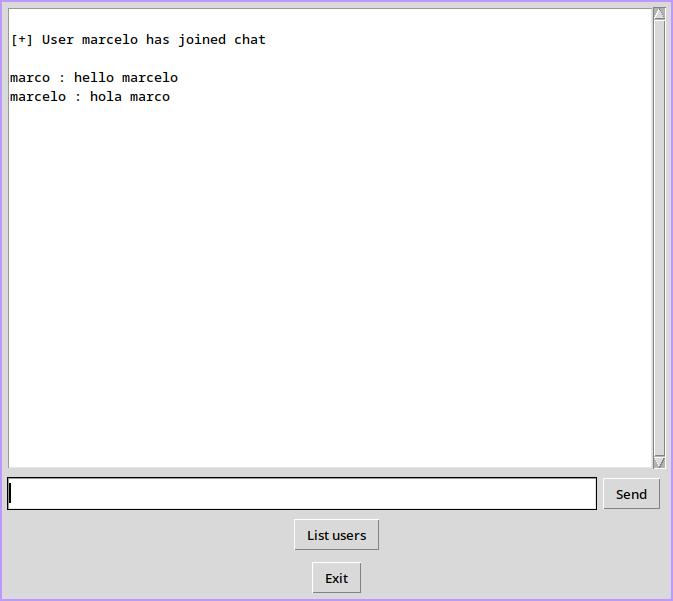 [+] User marcelo has joined chat
marco : hello marcelo
marcelo : hola marco
Send
List users
Exit